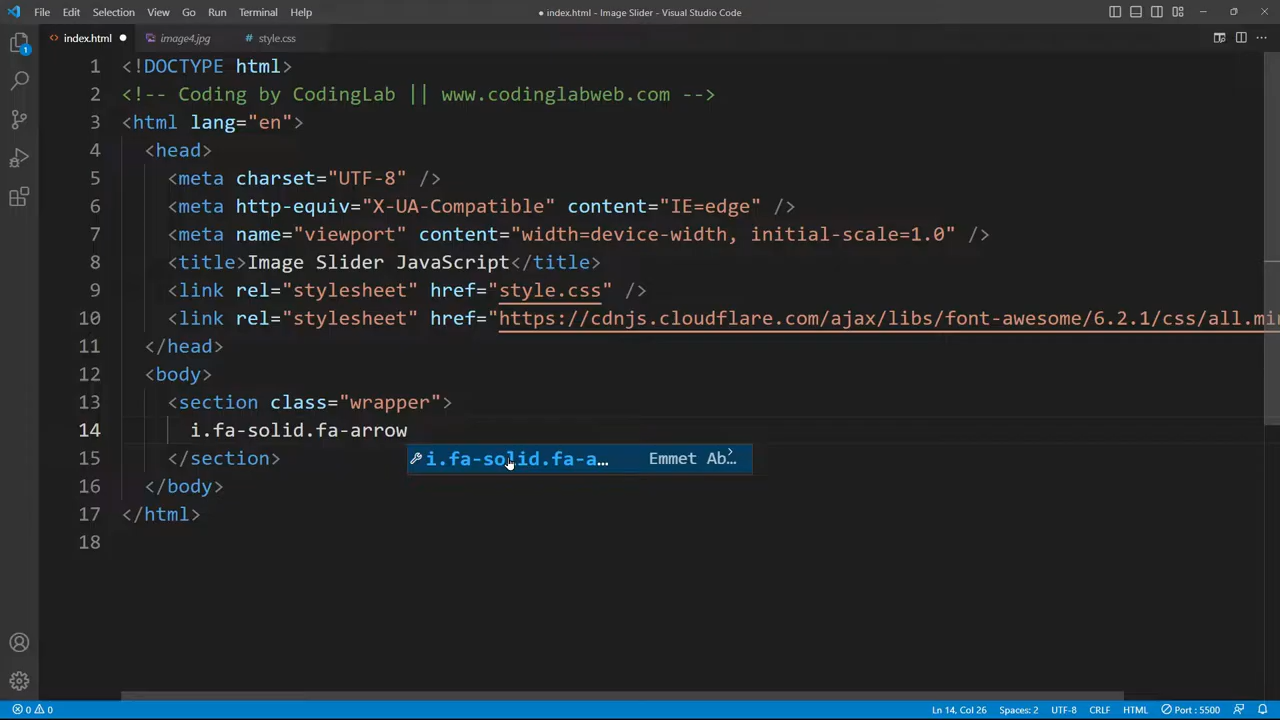 File Edit Selection View Go Run Terminal Help
● index.html - Image Slider - Visual Studio Code
index.html ● image4.jpg # style.css
1 <!DOCTYPE html>
2 <!-- Coding by CodingLab || www.codinglabweb.com -->
3 <html lang="en">
4 <head>
5 <meta charset="UTF-8" />
6 <meta http-equiv="X-UA-Compatible" content="IE=edge" />
7 <meta name="viewport" content="width=device-width, initial-scale=1.0" />
8 <title>Image Slider JavaScript</title>
9 <link rel="stylesheet" href="style.css" />
10 <link rel="stylesheet" href="https://cdnjs.cloudflare.com/ajax/libs/font-awesome/6.2.1/css/all.mi
11 </head>
12 <body>
13 <section class="wrapper">
14 i.fa-solid.fa-arrow
15 </section>
i.fa-solid.fa-a… Emmet Ab…
16 </body>
17 </html>
18
1
0 0 Ln 14, Col 26 Spaces: 2 UTF-8 CRLF HTML Port : 5500